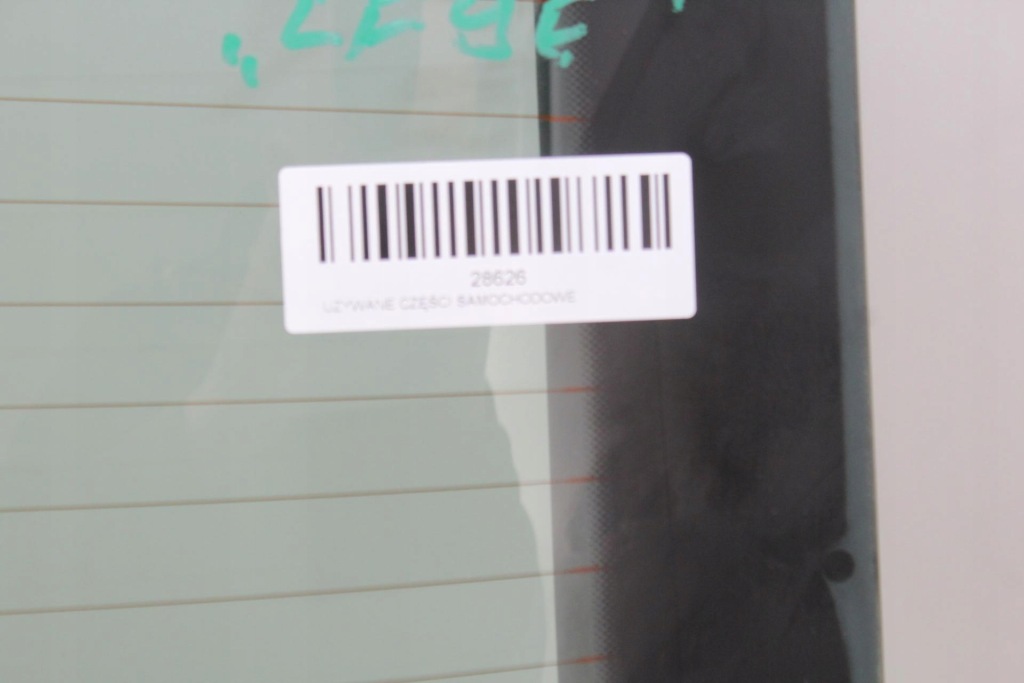 28626
UŻYWANE CZĘŚCI SAMOCHODOWE